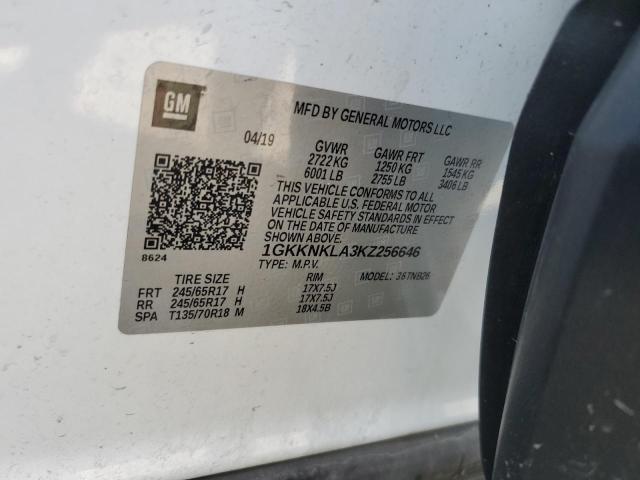 GM
MFD BY GENERAL MOTORS LLC
04/19 GVWR GAWR FRT GAWR RR
2722 KG 1250 KG 1545 KG
6001 LB 2755 LB 3406 LB
THIS VEHICLE CONFORMS TO ALL
APPLICABLE U.S. FEDERAL MOTOR
VEHICLE SAFETY STANDARDS IN EFFECT
ON THE DATE OF MANUFACTURE
SHOWN ABOVE.
8624 1GKKNKLA3KZ256646
TYPE: M.P.V. MODEL: 36TNB26
TIRE SIZE RIM
FRT 245/65R17 H 17X7.5J
RR 245/65R17 H 17X7.5J
SPA T135/70R18 M 18X4.5B